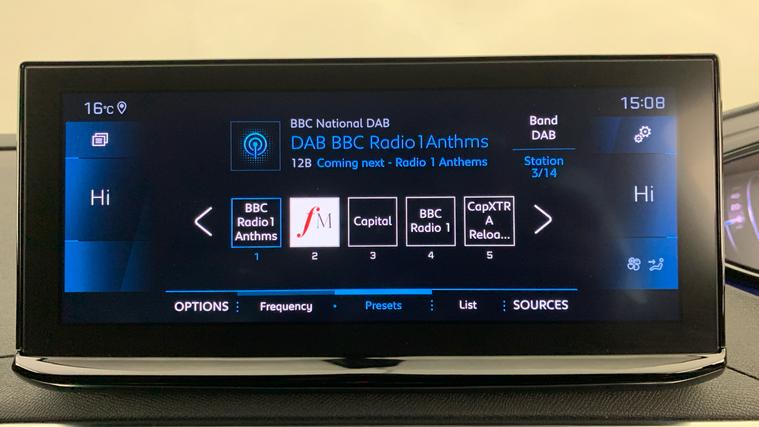 16°C
15:08
BBC National DAB
DAB BBC Radio1Anthms
12B Coming next - Radio 1 Anthems
Band
DAB
Station
3/14
Hi
Hi
BBC
Radio1
Anthms
1
fM
2
Capital
3
BBC
Radio 1
4
CapXTR
A
Reloa...
5
OPTIONS
Frequency
Presets
List
SOURCES